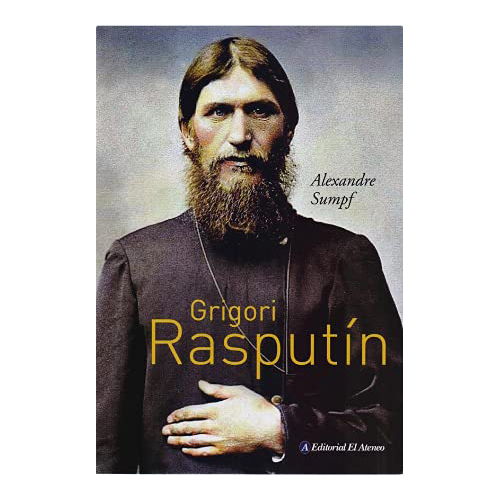 Alexandre
Sumpf
Grigori
Rasputín
A Editorial El Ateneo